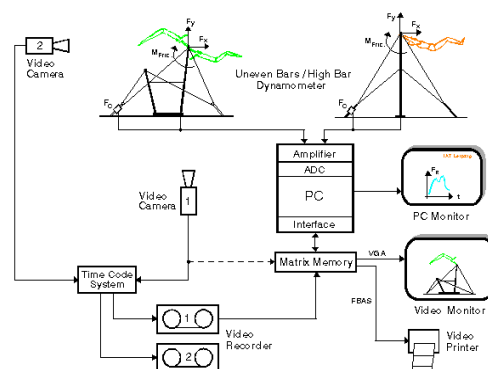 2
Video
Camera
Fy
Fx
MFric.
FC
Uneven Bars / High Bar
Dynamometer
Fy
Fx
MFric.
FC
Amplifier
ADC
PC
Interface
FR
t
PC Monitor
Video
Camera
1
Matrix Memory
VGA
FBAS
Time Code
System
1
2
Video
Recorder
Video Monitor
Video
Printer